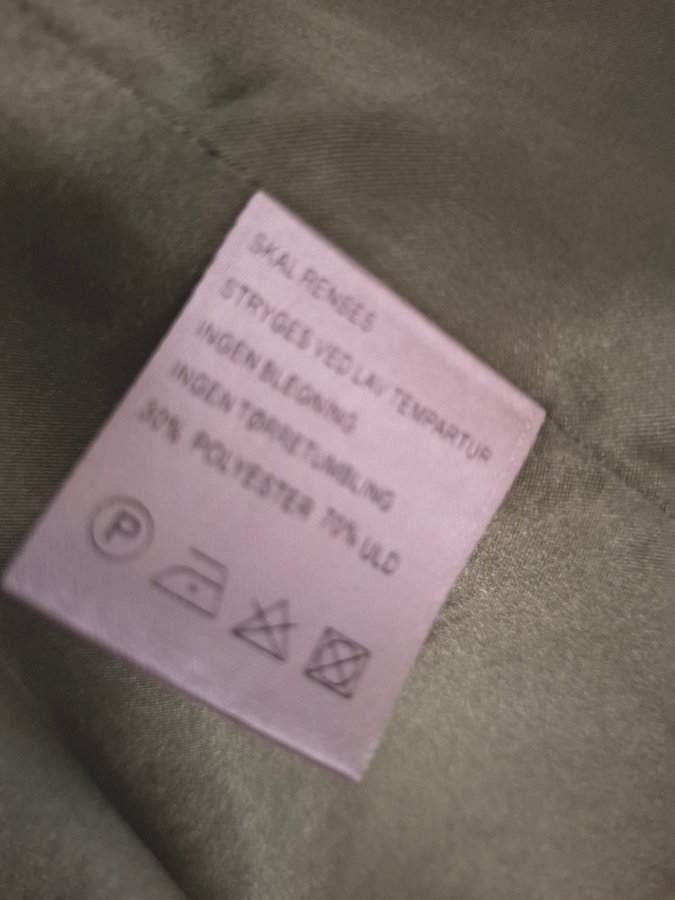 SKAL RENSES
STRYGES VED LAV TEMPARTUR
INGEN BLEGNING
INGEN TØRRETUMBLING
30% POLYESTER 70% ULD
P